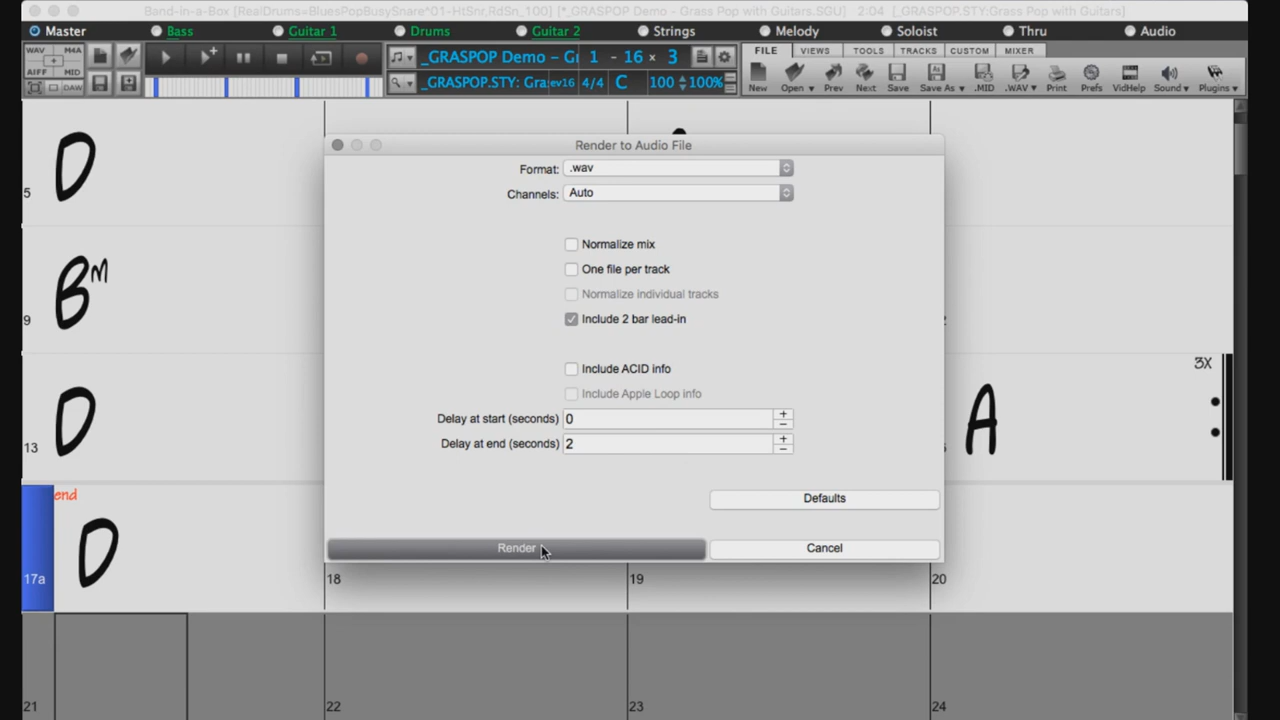 Band-in-a-Box [RealDrums=BluesPopBusySnare^01-HtSnr,RdSn_100] [*_GRASPOP Demo - Grass Pop with Guitars.SGU] 2:04 [_GRASPOP.STY:Grass Pop with Guitars]
Master Bass Guitar 1 Drums Guitar 2 Strings Melody Soloist Thru Audio
WAV M4A
AIFF MID
DAW
_GRASPOP Demo - G 1 - 16 x 3
_GRASPOP.STY: Gra ev16 4/4 C 100 100%
FILE VIEWS TOOLS TRACKS CUSTOM MIXER
New Open Prev Next Save Save As .MID .WAV Print Prefs VidHelp Sound Plugins
D
5
Render to Audio File
Format: .wav
Channels: Auto
Normalize mix
One file per track
Normalize individual tracks
Include 2 bar lead-in
Include ACID info
Include Apple Loop info
Delay at start (seconds) 0
Delay at end (seconds) 2
Defaults
Render Cancel
Bm
9
D
13
A
3X
end
D
17a 18 19 20
21 22 23 24